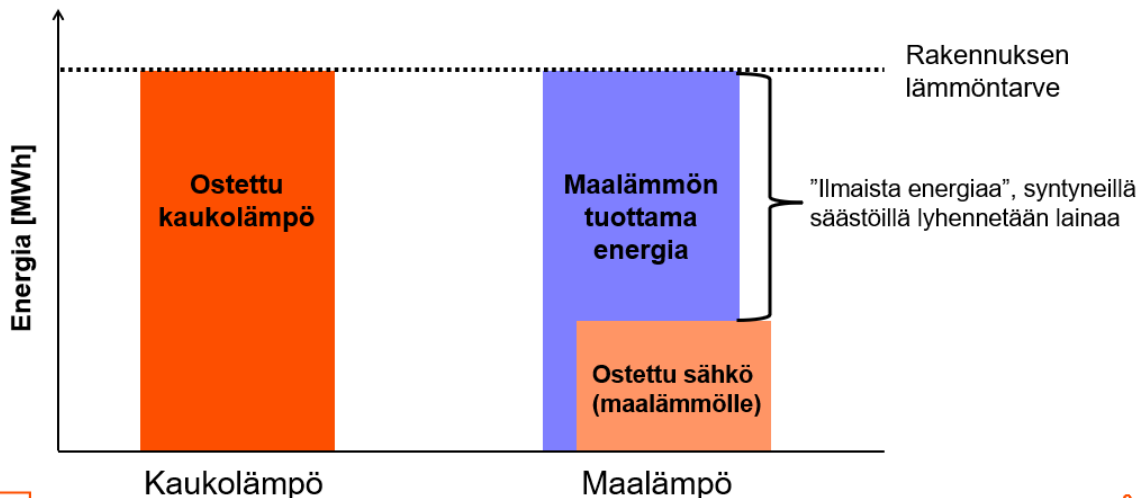 Rakennuksen
lämmöntarve
Energia [MWh]
Ostettu
kaukolämpö
Maalämmön
tuottama
energia
”Ilmaista energiaa”, syntyneillä
säästöillä lyhennetään lainaa
Ostettu sähkö
(maalämmölle)
Kaukolämpö
Maalämpö